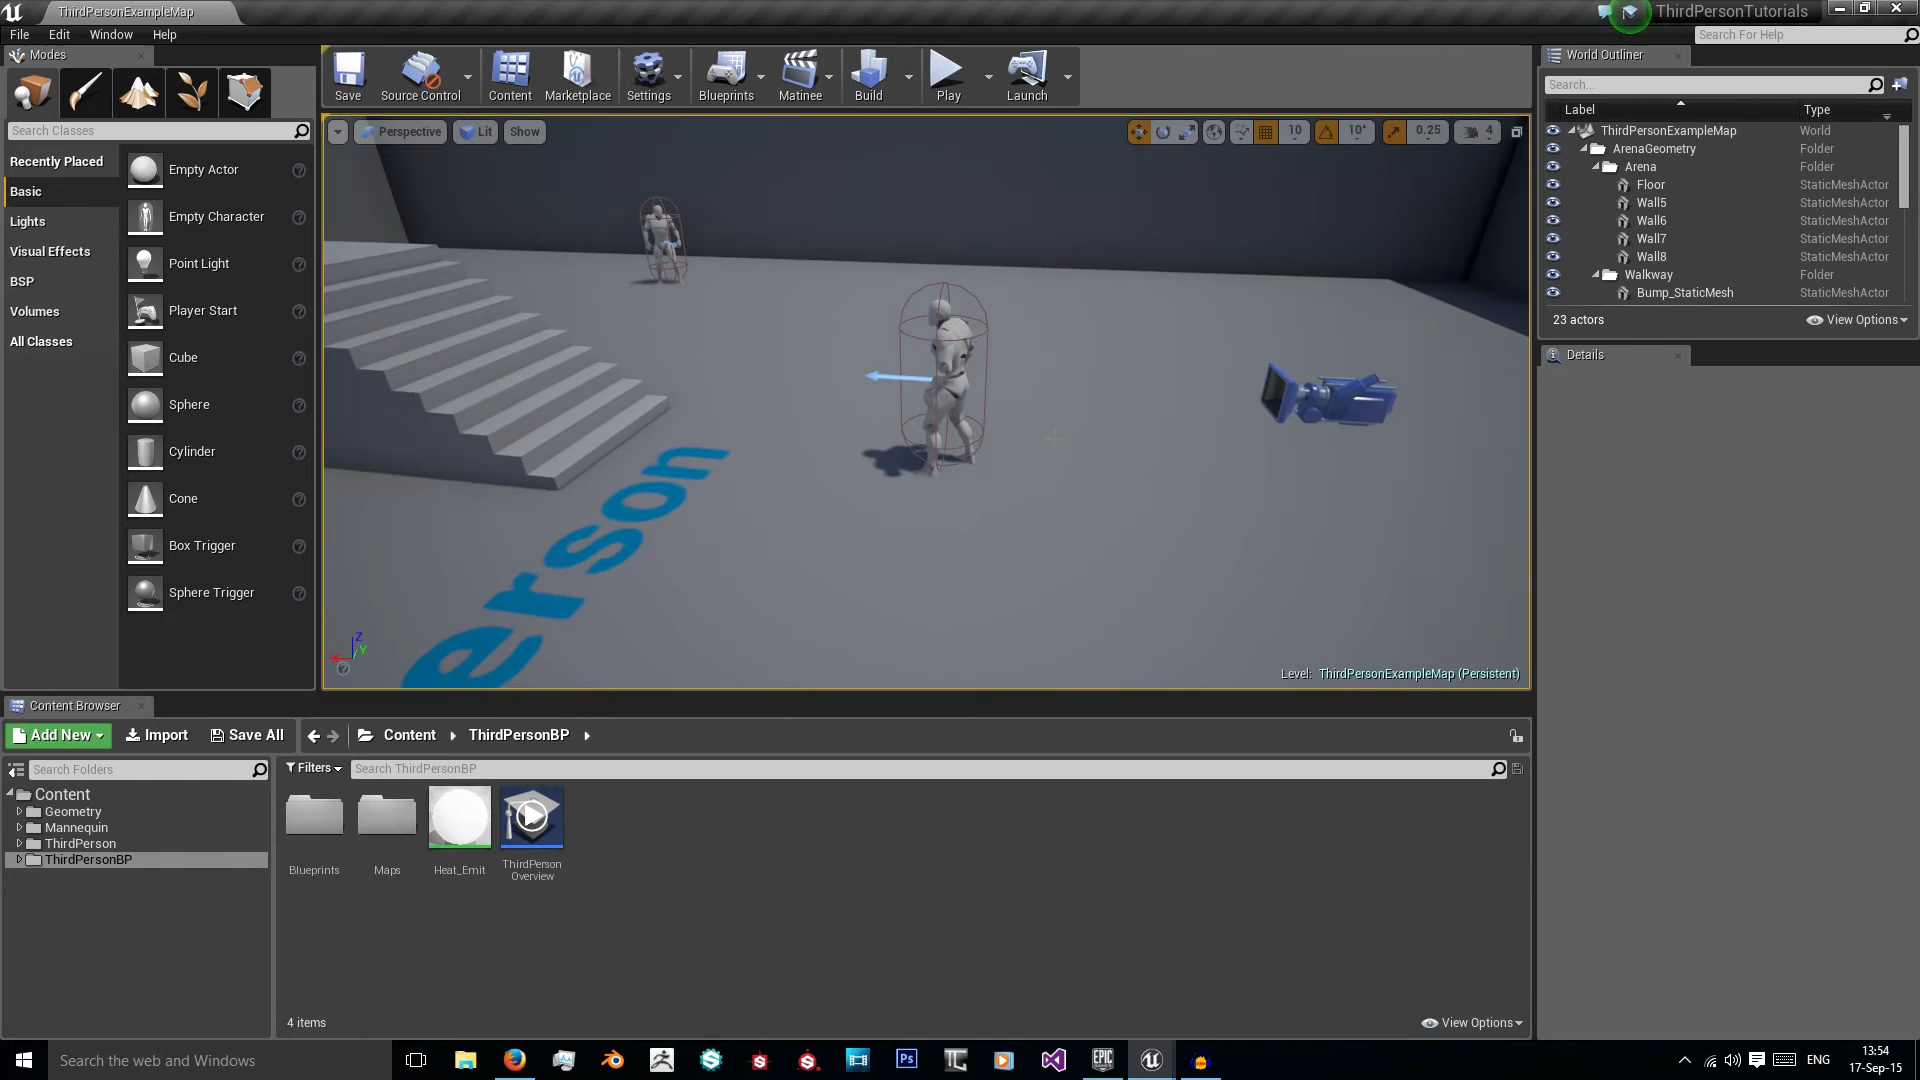 ThirdPersonExampleMap
ThirdPersonTutorials
File Edit Window Help
Search For Help
Modes
Save
Source Control
Content
Marketplace
Settings
Blueprints
Matinee
Build
Play
Launch
World Outliner
Search...
Label Type
ThirdPersonExampleMap World
ArenaGeometry Folder
Arena Folder
Floor StaticMeshActor
Wall5 StaticMeshActor
Wall6 StaticMeshActor
Wall7 StaticMeshActor
Wall8 StaticMeshActor
Walkway Folder
Bump_StaticMesh StaticMeshActor
23 actors
View Options
Details
Search Classes
Recently Placed
Basic
Lights
Visual Effects
BSP
Volumes
All Classes
Empty Actor
Empty Character
Point Light
Player Start
Cube
Sphere
Cylinder
Cone
Box Trigger
Sphere Trigger
Perspective Lit Show
10 10° 0.25 4
erson
Z
Y
X
Level: ThirdPersonExampleMap (Persistent)
Content Browser
Add New Import Save All Content ThirdPersonBP
Search Folders
Content
Geometry
Mannequin
ThirdPerson
ThirdPersonBP
Filters Search ThirdPersonBP
Blueprints
Maps
Heat_Emit
ThirdPerson
Overview
4 items
View Options
Search the web and Windows
Ps
EPIC
GAMES
ENG
13:54
17-Sep-15